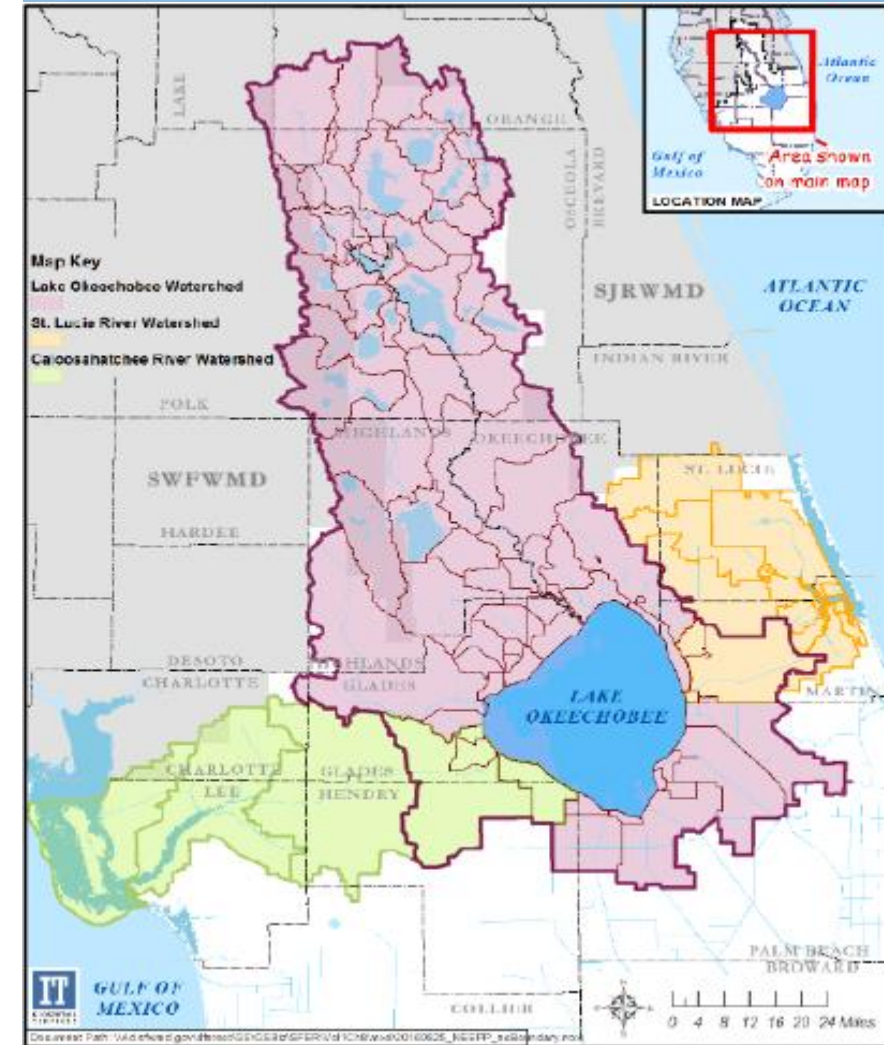 LAKE
ORANGE
OSCEOLA
BREVARD
Atlantic
Ocean
Gulf of
Mexico
Area shown
on main map
LOCATION MAP
Map Key
Lake Okeechobee Watershed
St. Lucie River Watershed
Caloosahatchee River Watershed
SJRWMD
ATLANTIC
OCEAN
INDIAN RIVER
POLK
HIGHLANDS
OKEECHOBEE
ST. LUCIE
SWFWMD
HARDEE
DESOTO
CHARLOTTE
HIGHLANDS
GLADES
LAKE
OKEECHOBEE
MARTIN
CHARLOTTE
LEE
GLADES
HENDRY
PALM BEACH
BROWARD
IT
GULF OF
MEXICO
COLLIER
0 4 8 12 16 20 24 Miles
Document Path: